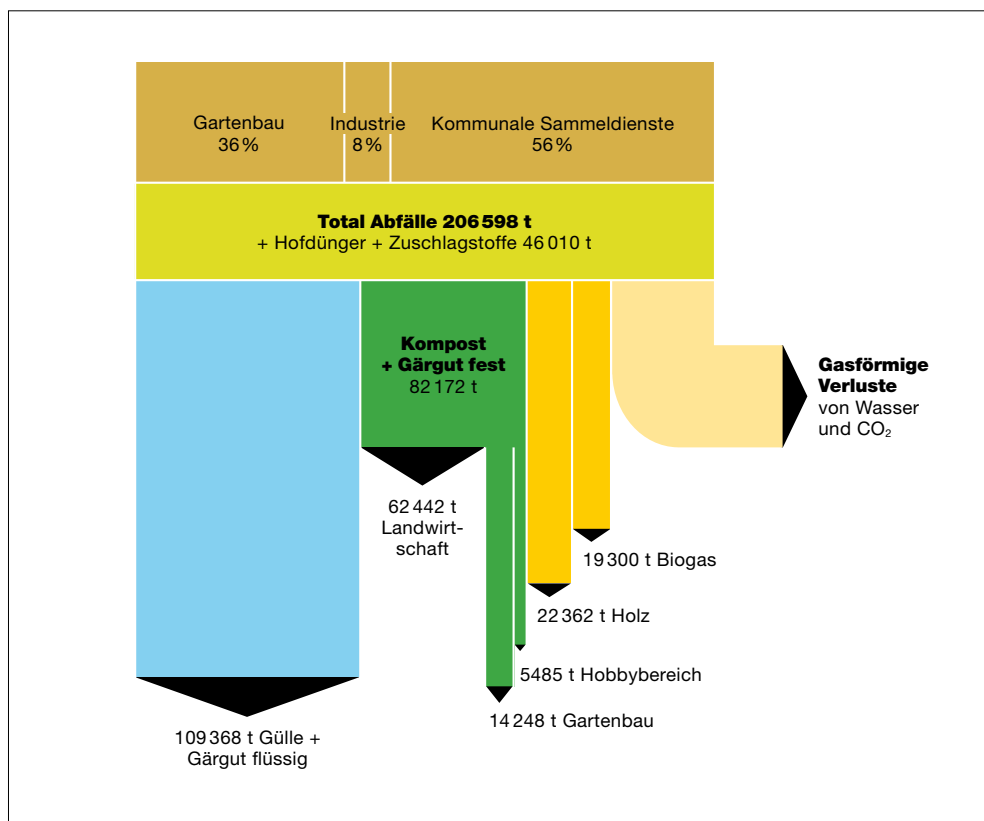 Gartenbau
36 %
Industrie
8 %
Kommunale Sammeldienste
56 %
Total Abfälle 206 598 t
+ Hofdünger + Zuschlagstoffe 46 010 t
Kompost
+ Gärgut fest
82 172 t
Gasförmige
Verluste
von Wasser
und CO₂
62 442 t
Landwirt-
schaft
19 300 t Biogas
22 362 t Holz
5485 t Hobbybereich
14 248 t Gartenbau
109 368 t Gülle +
Gärgut flüssig